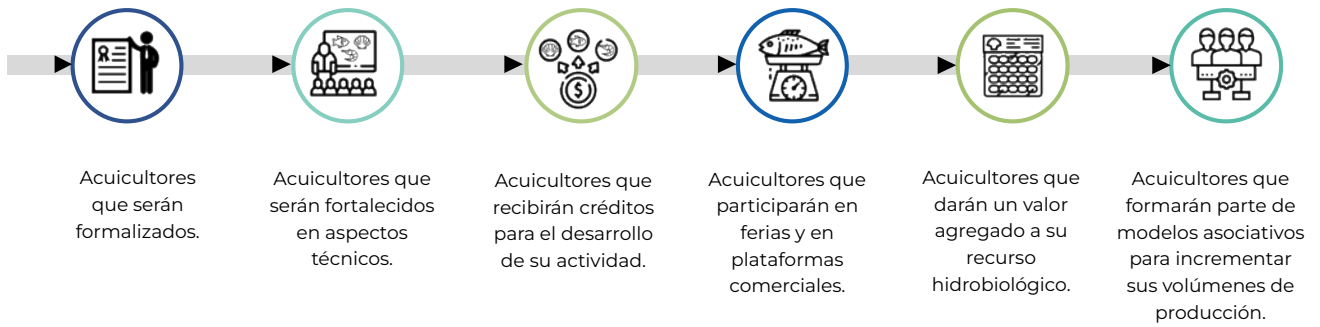 Acuicultores
que serán
formalizados.
Acuicultores que
serán fortalecidos
en aspectos
técnicos.
Acuicultores que
recibirán créditos
para el desarrollo
de su actividad.
Acuicultores que
participarán en
ferias y en
plataformas
comerciales.
Acuicultores que
darán un valor
agregado a su
recurso
hidrobiológico.
Acuicultores que
formarán parte de
modelos asociativos
para incrementar
sus volúmenes de
producción.